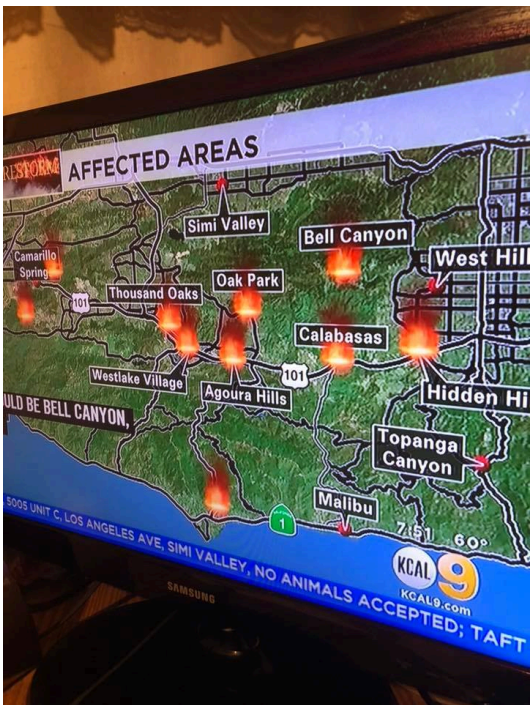 RESTORM
AFFECTED AREAS
Simi Valley
Bell Canyon
West Hill
Camarillo
Spring
101
Thousand Oaks
Oak Park
Calabasas
Westlake Village
Agoura Hills
101
Hidden Hi
ULD BE BELL CANYON,
Topanga
Canyon
Malibu
1
7:51 60°
KCAL 9
KCAL9.com
5005 UNIT C, LOS ANGELES AVE, SIMI VALLEY, NO ANIMALS ACCEPTED; TAFT
SAMSUNG